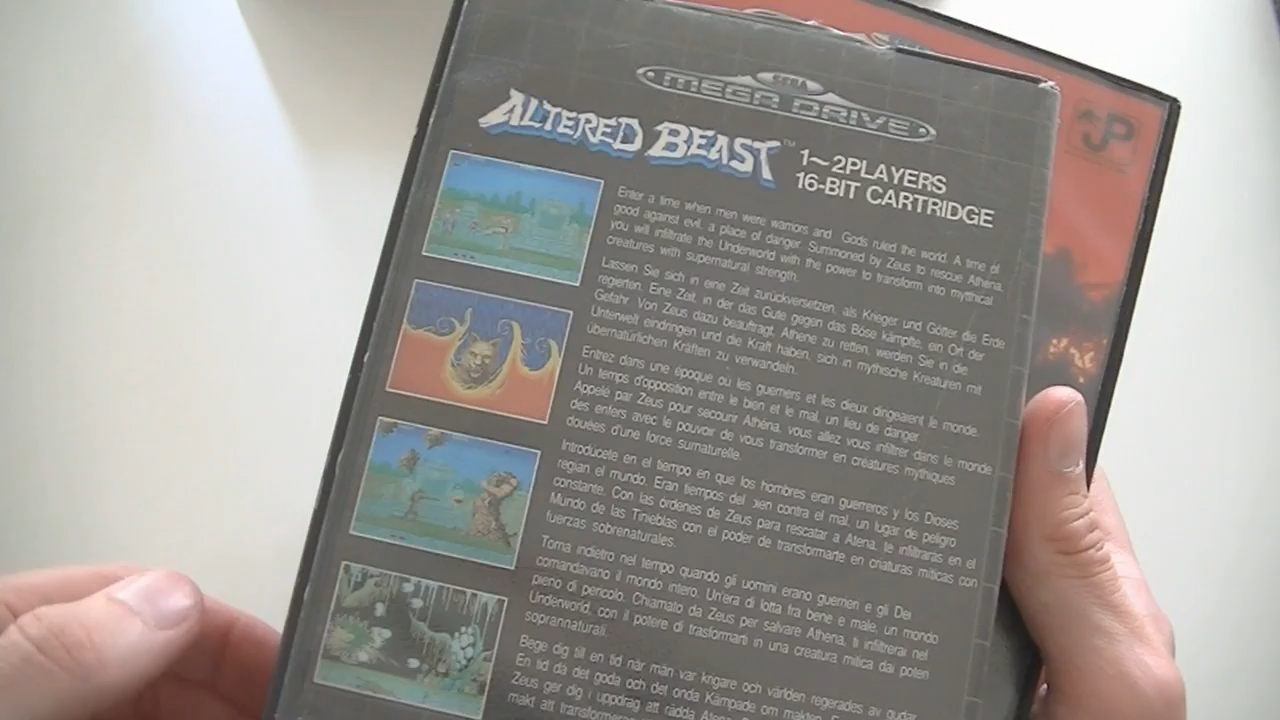 SEGA
MEGA DRIVE
ALTERED BEAST™
1~2PLAYERS
16-BIT CARTRIDGE
JP
Enter a time when men were warriors and Gods ruled the world. A time of
good against evil, a place of danger. Summoned by Zeus to rescue Athena,
you will infiltrate the Underworld with the power to transform into mythical
creatures with supernatural strength.
Lassen Sie sich in eine Zeit zurückversetzen, als Krieger und Götter die Erde
regierten. Eine Zeit, in der das Gute gegen das Böse kämpfte, ein Ort der
Gefahr. Von Zeus dazu beauftragt, Athene zu retten, werden Sie in die
Unterwelt eindringen und die Kraft haben, sich in mythische Kreaturen mit
übernatürlichen Kräften zu verwandeln.
Entrez dans une époque où les guerriers et les dieux dirigeaient le monde.
Un temps d'opposition entre le bien et le mal, un lieu de danger.
Appelé par Zeus pour secourir Athéna, vous allez vous infiltrer dans le monde
des enfers avec le pouvoir de vous transformer en créatures mythiques
douées d'une force surnaturelle.
Introducete en el tiempo en que los hombres eran guerreros y los Dioses
regian el mundo. Eran tiempos del bien contra el mal, un lugar de peligro
constante. Con las órdenes de Zeus para rescatar a Atena, te infiltrarás en el
Mundo de las Tinieblas con el poder de transformarte en criaturas míticas con
fuerzas sobrenaturales.
Torna indietro nel tempo quando gli uomini erano guerrieri e gli Dei
comandavano il mondo intero. Un'era di lotta fra bene e male, un mondo
pieno di pericolo. Chiamato da Zeus per salvare Athena, ti infiltrerai nel
Underworld, con il potere di trasformarti in una creatura mitica dai poteri
soprannaturali.
Bege dig till en tid när män var krigare och världen regerades av gudar.
En tid då det goda och det onda Kämpade om makten.
Zeus ger dig i uppdrag att rädda
makt att transformera